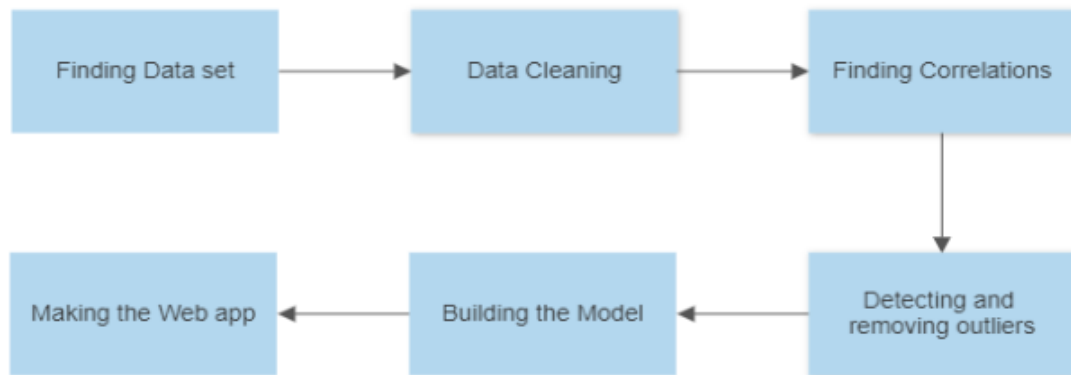 Finding Data set
Data Cleaning
Finding Correlations
Detecting and
removing outliers
Building the Model
Making the Web app